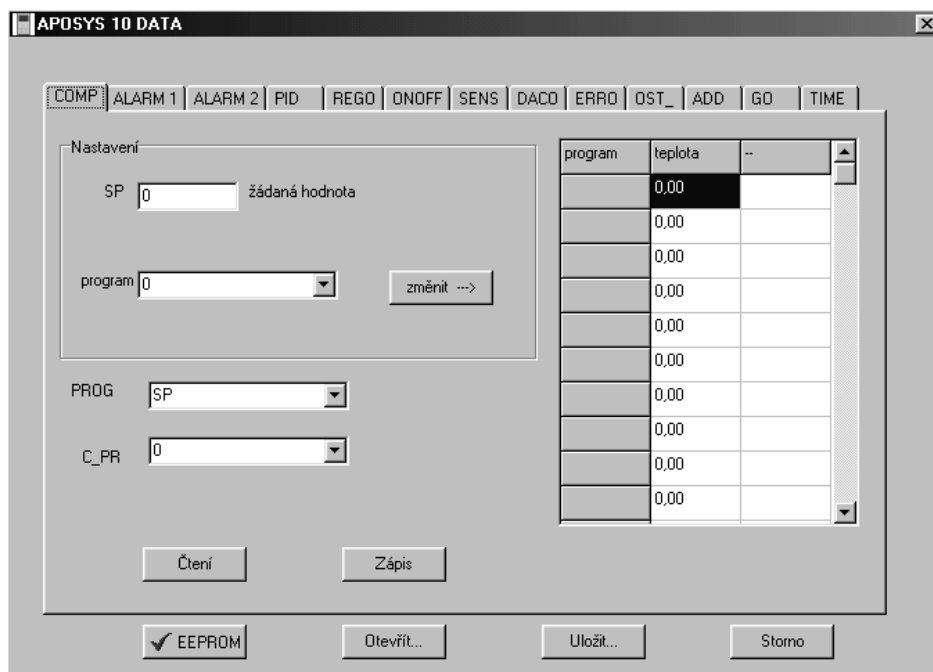 APOSYS 10 DATA
COMP ALARM 1 ALARM 2 PID REGO ONOFF SENS DACO ERRO OST_ ADD GO TIME
Nastavení
SP 0 žádaná hodnota
program 0 změnit --->
PROG SP
C_PR 0
program teplota --
0,00
0,00
0,00
0,00
0,00
0,00
0,00
0,00
0,00
0,00
Čtení Zápis
EEPROM Otevřít... Uložit... Storno